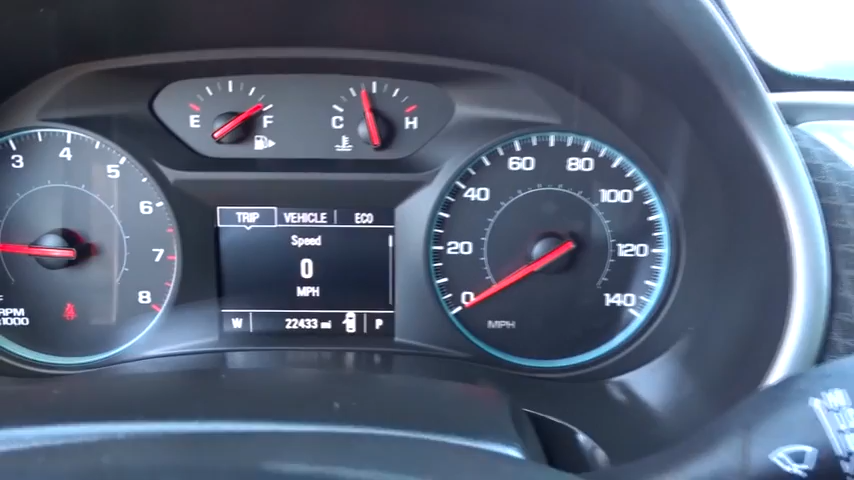 E F
C H
3 4 5 6 7 8
RPM
x1000
TRIP VEHICLE ECO
Speed
0
MPH
W 22433 mi P
0 20 40 60 80 100 120 140
MPH